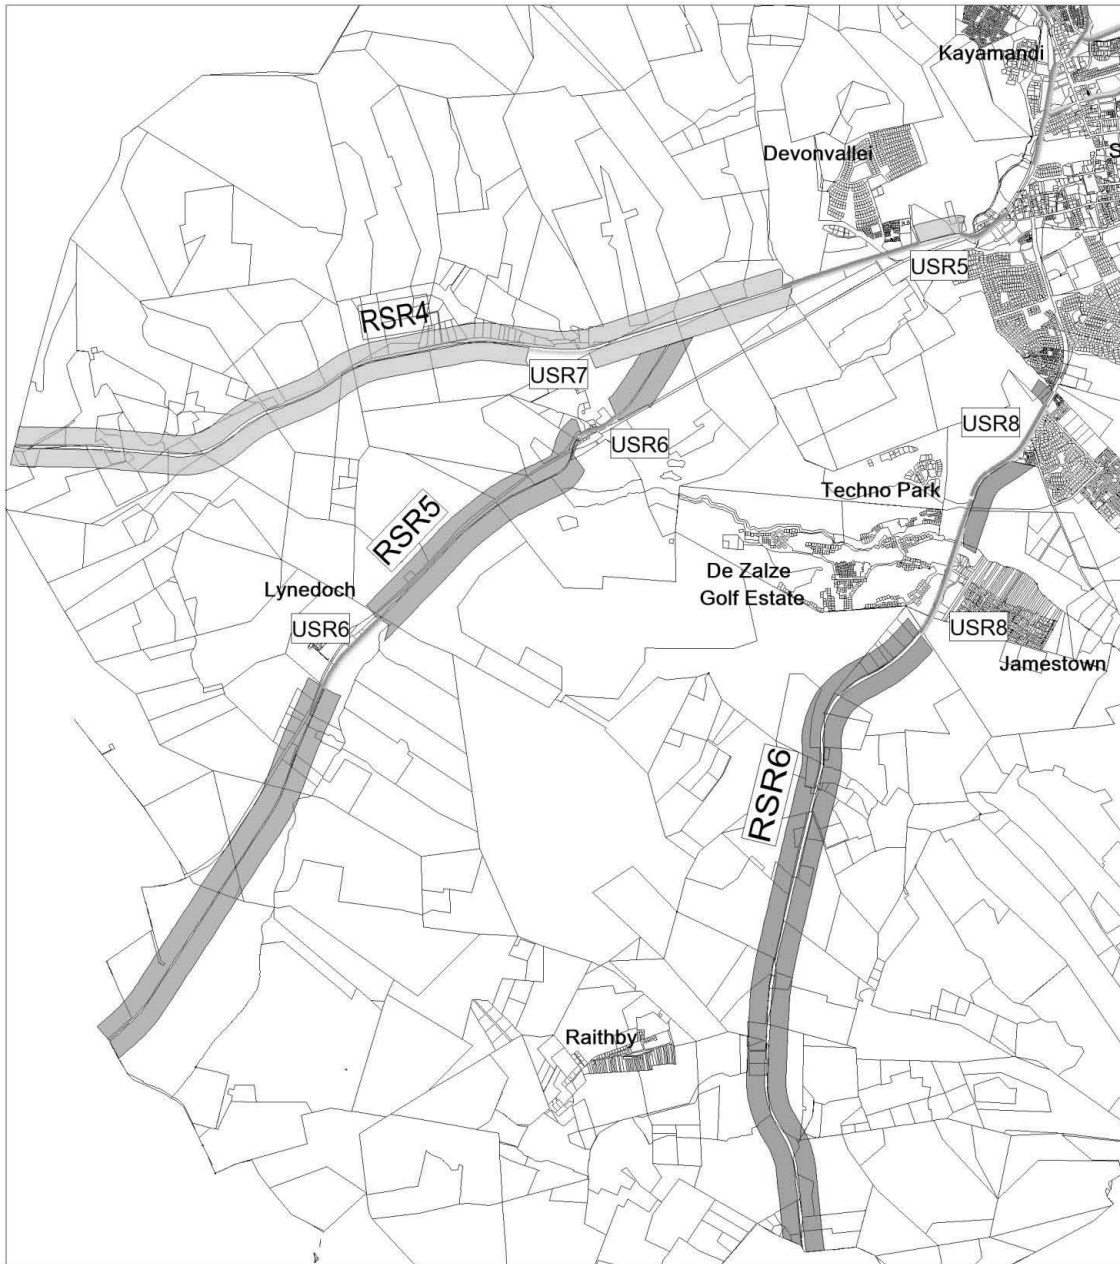 Kayamandi
Devonvallei
S
USR5
RSR4
USR7
USR6
USR8
Techno Park
RSR5
De Zalze
Golf Estate
Lynedoch
USR6
USR8
Jamestown
RSR6
Raithby